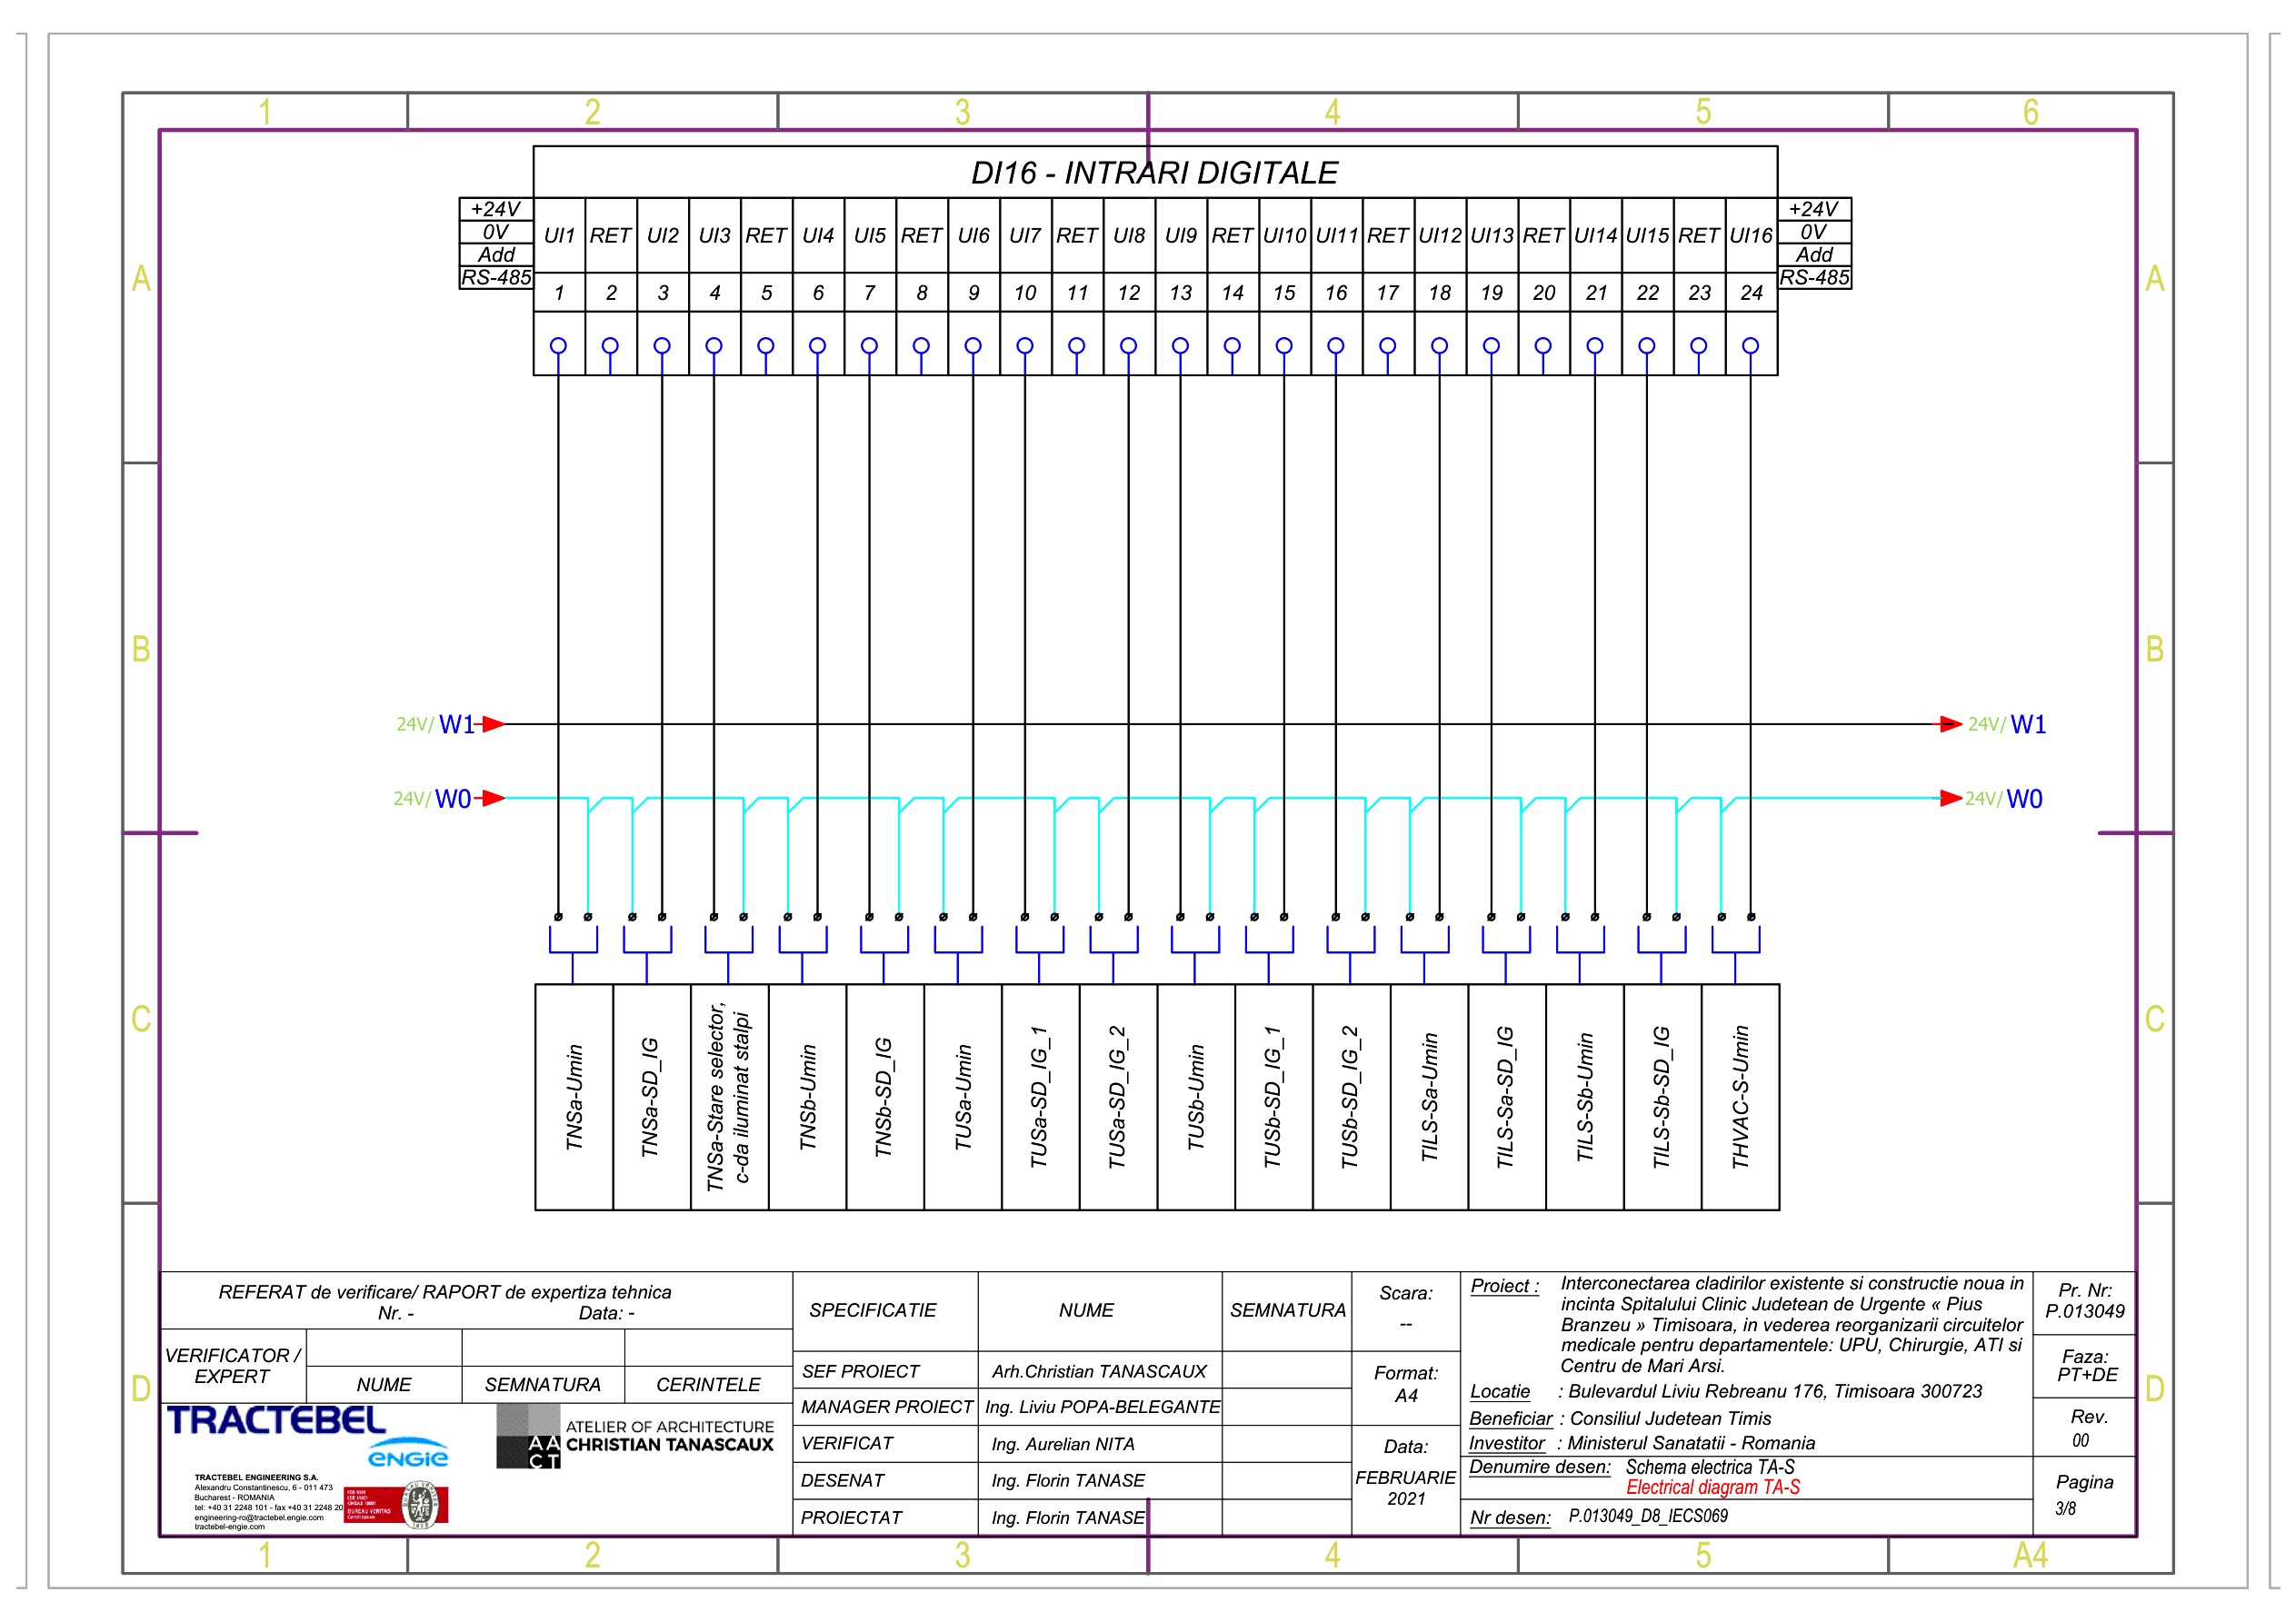 1 2 3 4 5 6
DI16 - INTRARI DIGITALE
+24V
0V
Add
RS-485
UI1 RET UI2 UI3 RET UI4 UI5 RET UI6 UI7 RET UI8 UI9 RET UI10 UI11 RET UI12 UI13 RET UI14 UI15 RET UI16
1 2 3 4 5 6 7 8 9 10 11 12 13 14 15 16 17 18 19 20 21 22 23 24
+24V
0V
Add
RS-485
A A
B B
24V/ W1 24V/ W1
24V/ W0 24V/ W0
C C
TNSa-Umin
TNSa-SD_IG
TNSa-Stare selector,
c-da iluminat stalpi
TNSb-Umin
TNSb-SD_IG
TUSa-Umin
TUSa-SD_IG_1
TUSa-SD_IG_2
TUSb-Umin
TUSb-SD_IG_1
TUSb-SD_IG_2
TILS-Sa-Umin
TILS-Sa-SD_IG
TILS-Sb-Umin
TILS-Sb-SD_IG
THVAC-S-Umin
D D
REFERAT de verificare/ RAPORT de expertiza tehnica
Nr. - Data: -
VERIFICATOR /
EXPERT
NUME SEMNATURA CERINTELE
TRACTEBEL
ENGIE
TRACTEBEL ENGINEERING S.A.
Alexandru Constantinescu, 6 - 011 473
Bucharest - ROMANIA
tel: +40 31 2248 101 - fax +40 31 2248 20
engineering-ro@tractebel.engie.com
tractebel-engie.com
BUREAU VERITAS
Certification
AA
CT
ATELIER OF ARCHITECTURE
CHRISTIAN TANASCAUX
SPECIFICATIE NUME SEMNATURA
SEF PROIECT Arh.Christian TANASCAUX
MANAGER PROIECT Ing. Liviu POPA-BELEGANTE
VERIFICAT Ing. Aurelian NITA
DESENAT Ing. Florin TANASE
PROIECTAT Ing. Florin TANASE
Scara:
--
Format:
A4
Data:
FEBRUARIE
2021
Proiect : Interconectarea cladirilor existente si constructie noua in
incinta Spitalului Clinic Judetean de Urgente « Pius
Branzeu » Timisoara, in vederea reorganizarii circuitelor
medicale pentru departamentele: UPU, Chirurgie, ATI si
Centru de Mari Arsi.
Locatie : Bulevardul Liviu Rebreanu 176, Timisoara 300723
Beneficiar : Consiliul Judetean Timis
Investitor : Ministerul Sanatatii - Romania
Denumire desen: Schema electrica TA-S
Electrical diagram TA-S
Nr desen: P.013049_D8_IECS069
Pr. Nr:
P.013049
Faza:
PT+DE
Rev.
00
Pagina
3/8
1 2 3 4 5 A4